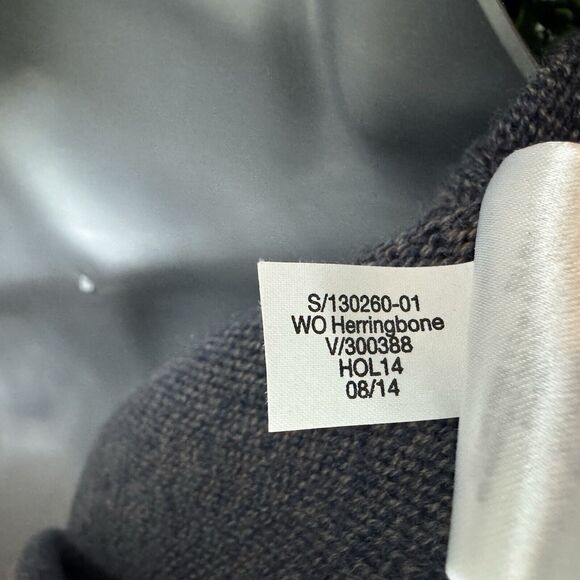 S/130260-01
WO Herringbone
V/300388
HOL14
08/14